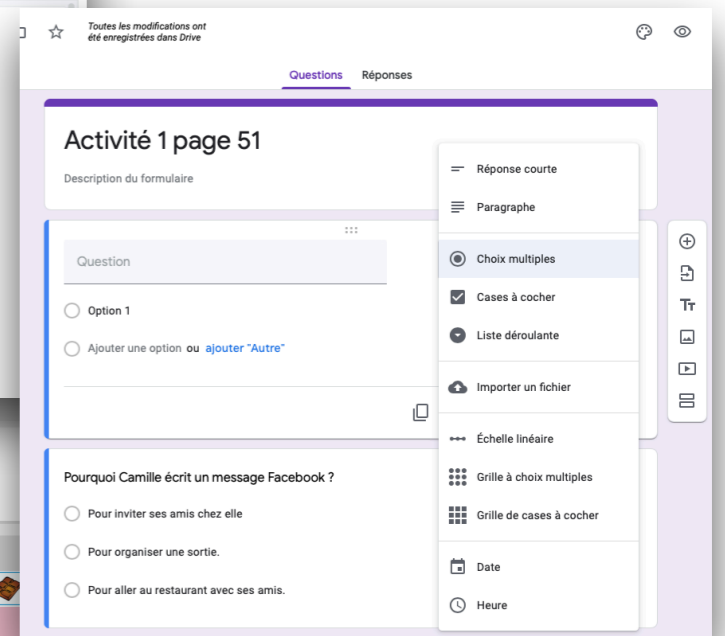 Toutes les modifications ont
été enregistrées dans Drive
Questions Réponses
Activité 1 page 51
Description du formulaire
Question
Option 1
Ajouter une option ou ajouter "Autre"
Pourquoi Camille écrit un message Facebook ?
Pour inviter ses amis chez elle
Pour organiser une sortie.
Pour aller au restaurant avec ses amis.
Réponse courte
Paragraphe
Choix multiples
Cases à cocher
Liste déroulante
Importer un fichier
Échelle linéaire
Grille à choix multiples
Grille de cases à cocher
Date
Heure
Tт